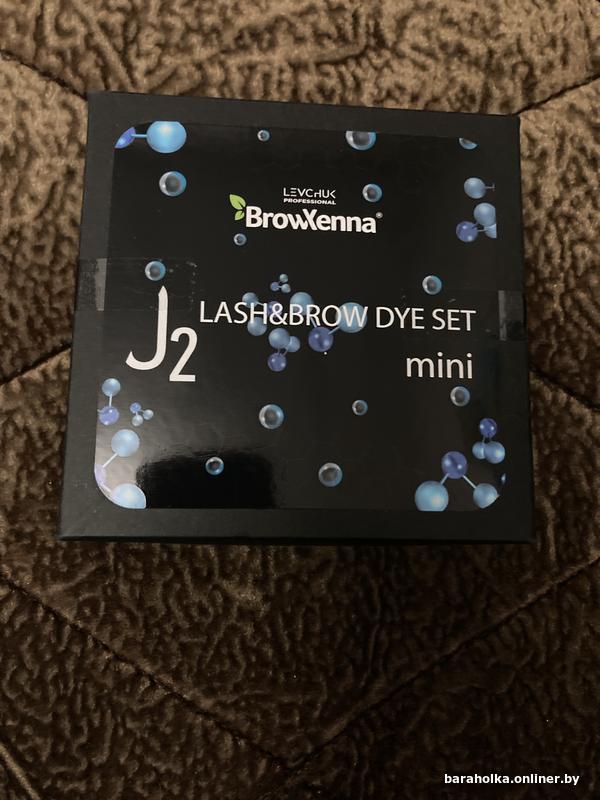 LEVCHUK
PROFESSIONAL
BrowXenna®
J2
LASH&BROW DYE SET
mini
baraholka.onliner.by